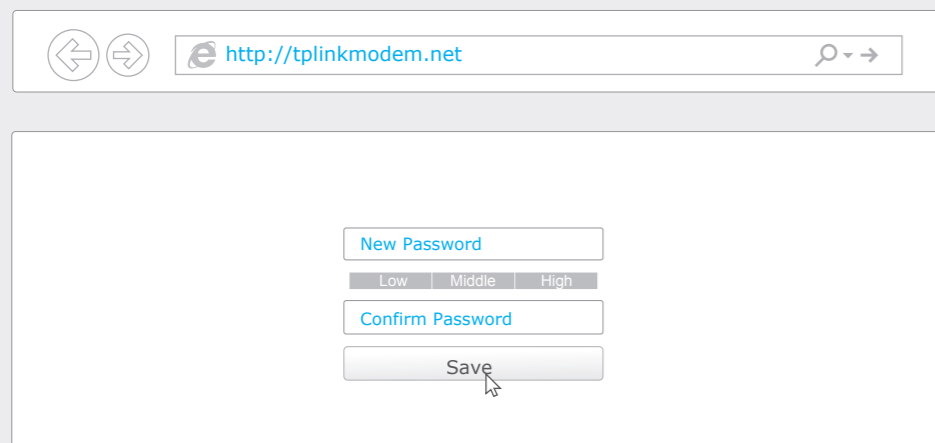 http://tplinkmodem.net
New Password
Low Middle High
Confirm Password
Save